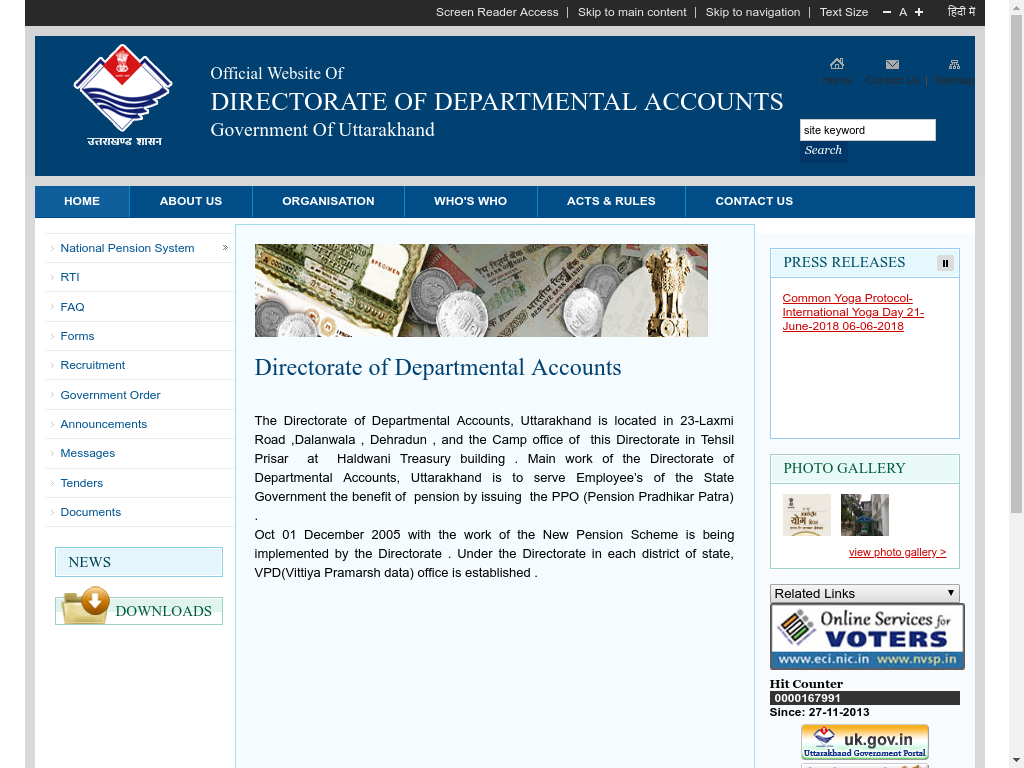 Screen Reader Access | Skip to main content | Skip to navigation | Text Size − A + हिंदी में
उत्तराखण्ड शासन
Official Website Of
DIRECTORATE OF DEPARTMENTAL ACCOUNTS
Government Of Uttarakhand
Home Contact Us | Sitemap
site keyword
Search
HOME ABOUT US ORGANISATION WHO'S WHO ACTS & RULES CONTACT US
National Pension System »
RTI
FAQ
Forms
Recruitment
Government Order
Announcements
Messages
Tenders
Documents
NEWS
DOWNLOADS
SPECIMEN
Directorate of Departmental Accounts
The Directorate of Departmental Accounts, Uttarakhand is located in 23-Laxmi
Road ,Dalanwala , Dehradun , and the Camp office of this Directorate in Tehsil
Prisar at Haldwani Treasury building . Main work of the Directorate of
Departmental Accounts, Uttarakhand is to serve Employee's of the State
Government the benefit of pension by issuing the PPO (Pension Pradhikar Patra)
.
Oct 01 December 2005 with the work of the New Pension Scheme is being
implemented by the Directorate . Under the Directorate in each district of state,
VPD(Vittiya Pramarsh data) office is established .
PRESS RELEASES
Common Yoga Protocol-
International Yoga Day 21-
June-2018 06-06-2018
PHOTO GALLERY
योग
view photo gallery >
Related Links
Online Services for
VOTERS
www.eci.nic.in www.nvsp.in
Hit Counter
0000167991
Since: 27-11-2013
uk.gov.in
Uttarakhand Government Portal